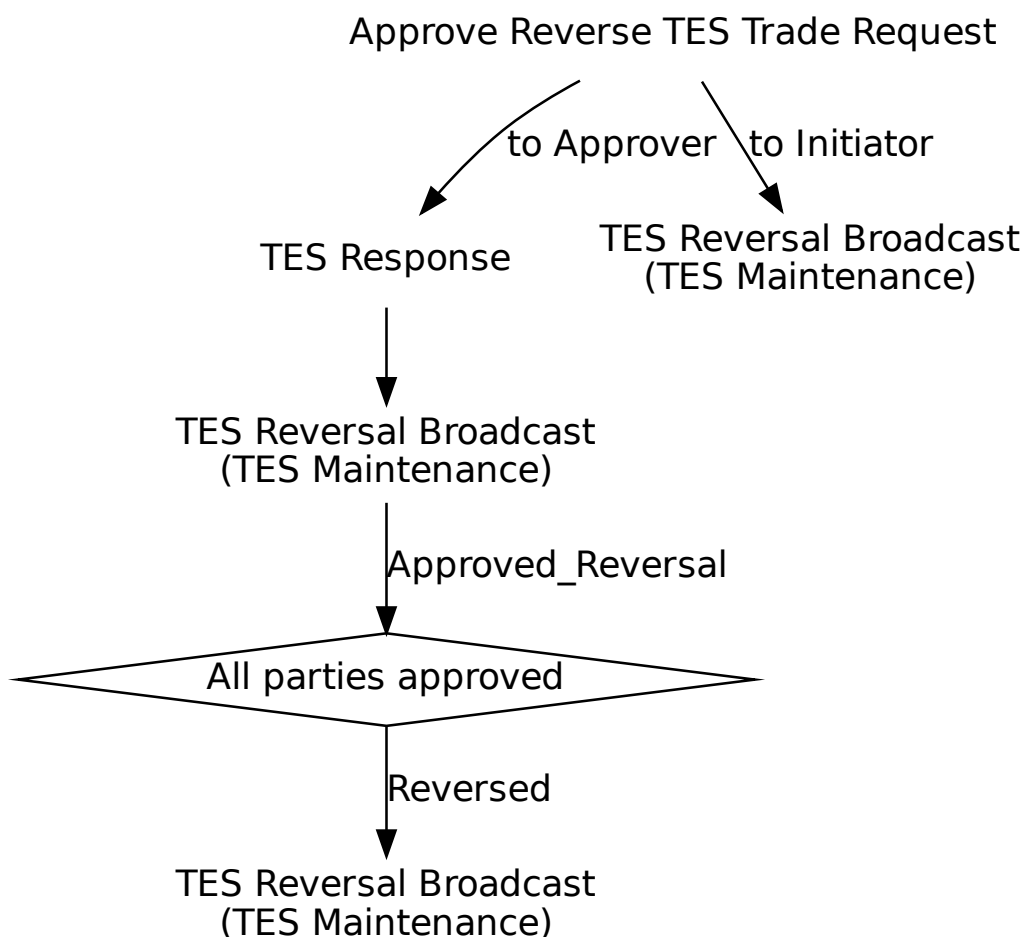 Approve Reverse TES Trade Request
to Approver
to Initiator
TES Response
TES Reversal Broadcast
(TES Maintenance)
TES Reversal Broadcast
(TES Maintenance)
Approved_Reversal
All parties approved
Reversed
TES Reversal Broadcast
(TES Maintenance)